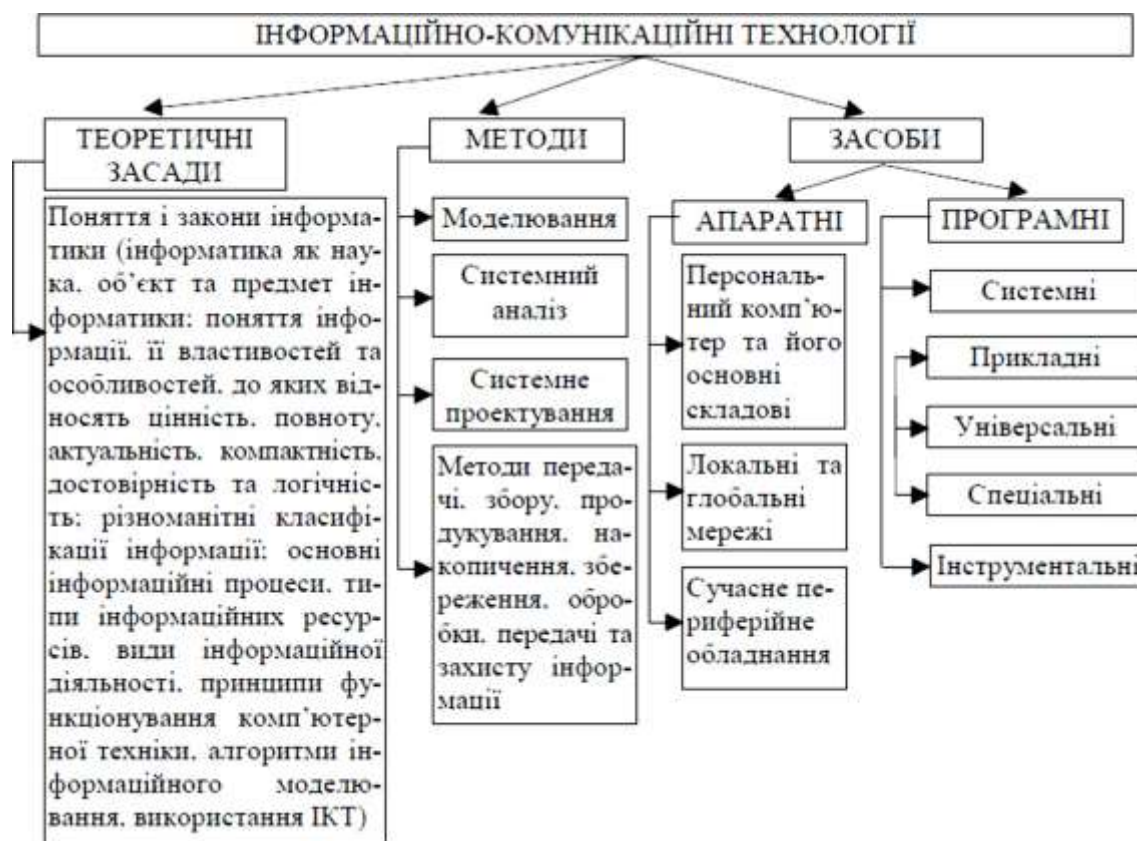 ІНФОРМАЦІЙНО-КОМУНІКАЦІЙНІ ТЕХНОЛОГІЇ
ТЕОРЕТИЧНІ
ЗАСАДИ
Поняття і закони інформа-
тики (інформатика як нау-
ка, об’єкт та предмет ін-
форматики; поняття інфо-
рмації, її властивостей та
особливостей, до яких від-
носять цінність, повноту,
актуальність, компактність,
достовірність та логічніс-
ть; різноманітні класифі-
кації інформації; основні
інформаційні процеси, ти-
пи інформаційних ресур-
сів, види інформаційної
діяльності, принципи фу-
нкціонування комп’ютер-
ної техніки, алгоритми ін-
формаційного моделю-
вання, використання ІКТ)
МЕТОДИ
Моделювання
Системний
аналіз
Системне
проектування
Методи переда-
чі, збору, про-
дукування, на-
копичення, збе-
реження, обро-
бки, передачі та
захисту інфор-
мації
ЗАСОБИ
АПАРАТНІ
Персональ-
ний комп’ю-
тер та його
основні
складові
Локальні та
глобальні
мережі
Сучасне пе-
риферійне
обладнання
ПРОГРАМНІ
Системні
Прикладні
Універсальні
Спеціальні
Інструментальні